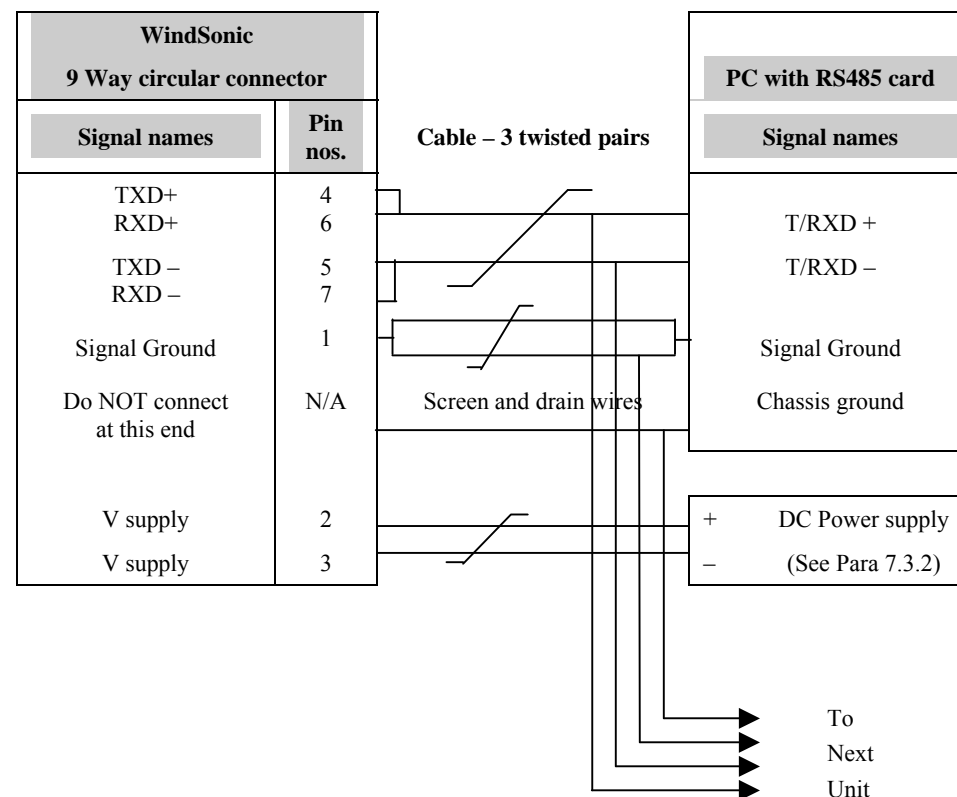 WindSonic
9 Way circular connector
PC with RS485 card
Signal names
Pin
nos.
Cable – 3 twisted pairs
Signal names
TXD+ 4
RXD+ 6 T/RXD +
TXD – 5 T/RXD –
RXD – 7
Signal Ground 1 Signal Ground
Do NOT connect
at this end
N/A Screen and drain wires Chassis ground
V supply 2 + DC Power supply
V supply 3 – (See Para 7.3.2)
To
Next
Unit